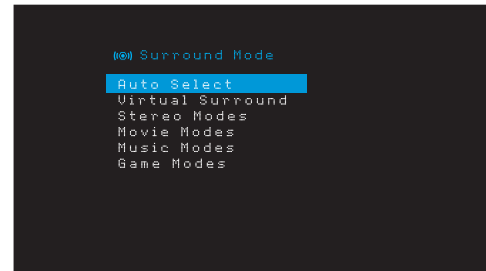 Surround Mode
Auto Select
Virtual Surround
Stereo Modes
Movie Modes
Music Modes
Game Modes